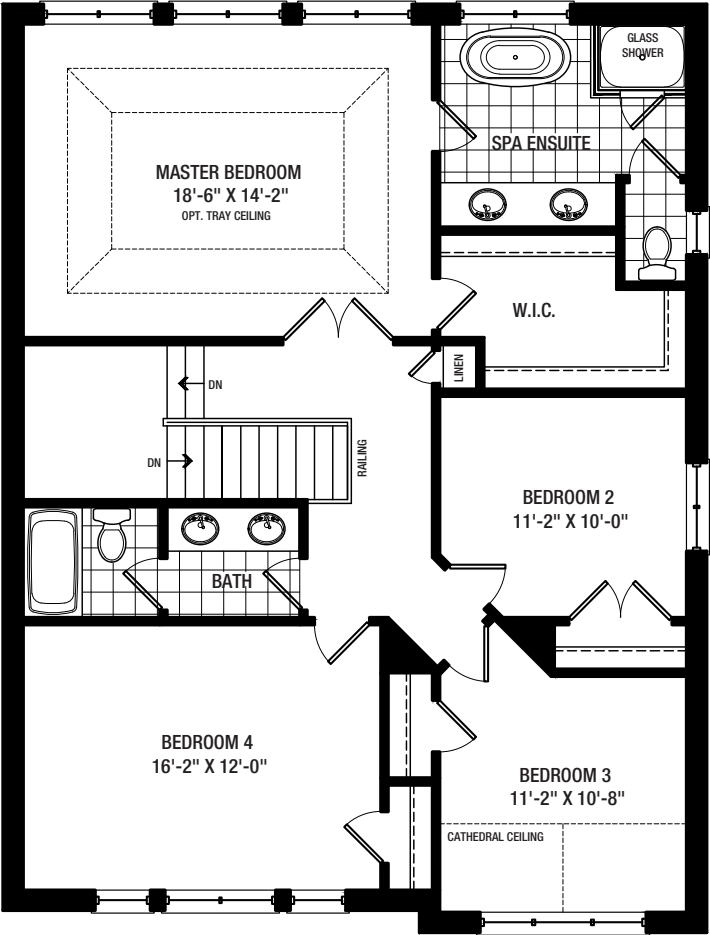 GLASS
SHOWER
SPA ENSUITE
MASTER BEDROOM
18'-6" X 14'-2"
OPT. TRAY CEILING
W.I.C.
LINEN
DN
DN
RAILING
BEDROOM 2
11'-2" X 10'-0"
BATH
BEDROOM 4
16'-2" X 12'-0"
BEDROOM 3
11'-2" X 10'-8"
CATHEDRAL CEILING